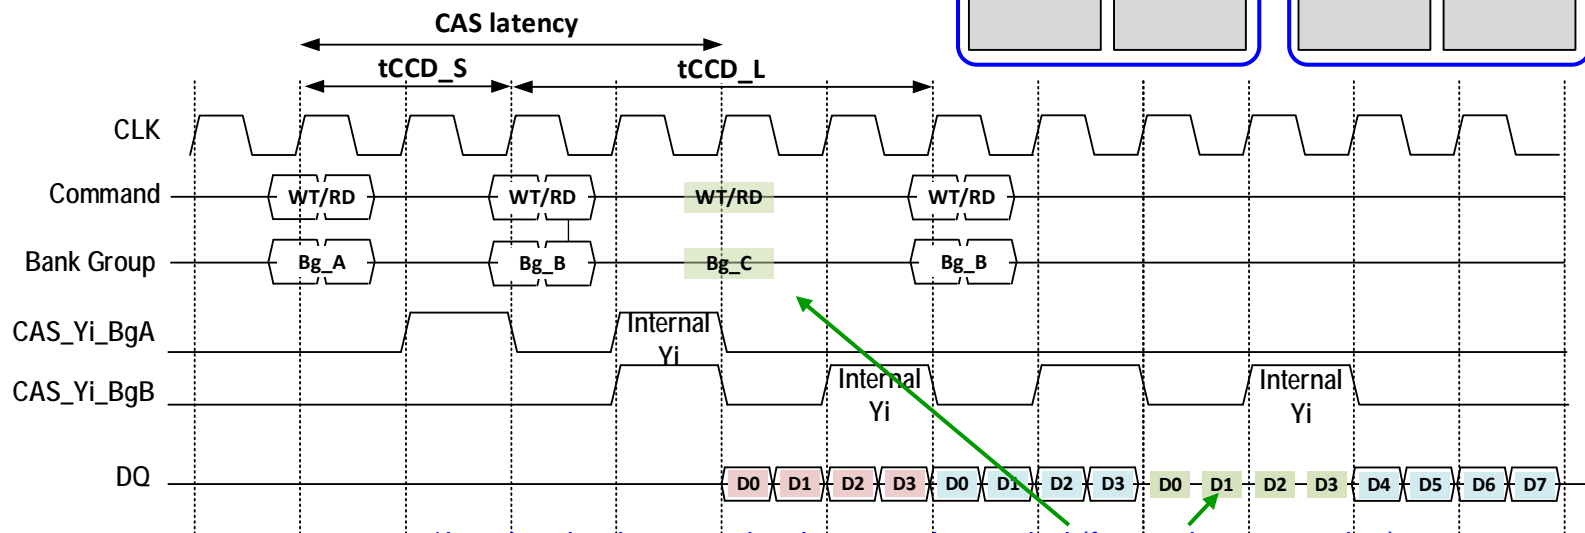 CAS latency
tCCD_S tCCD_L
CLK
Command WT/RD WT/RD WT/RD WT/RD
Bank Group Bg_A Bg_B Bg_C Bg_B
CAS_Yi_BgA Internal Yi
CAS_Yi_BgB Internal Yi Internal Yi
DQ D0 D1 D2 D3 D0 D1 D2 D3 D0 D1 D2 D3 D4 D5 D6 D7